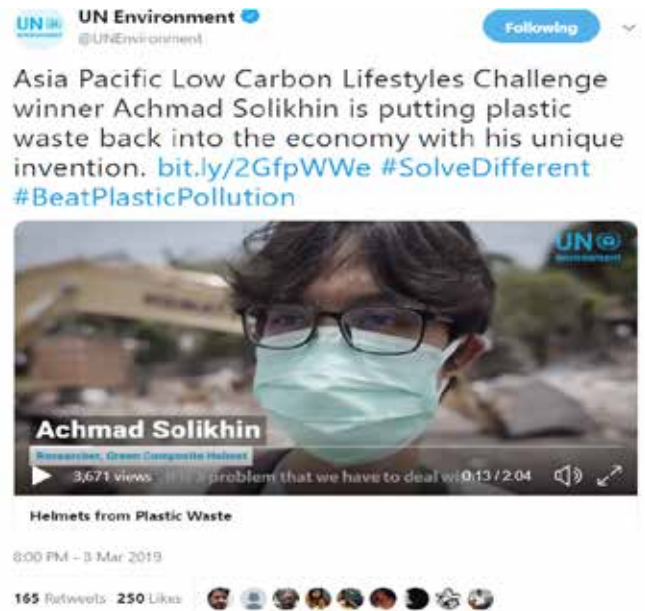 UN
UN Environment
@UNEnvironment
Following
Asia Pacific Low Carbon Lifestyles Challenge
winner Achmad Solikhin is putting plastic
waste back into the economy with his unique
invention. bit.ly/2GfpWWe #SolveDifferent
#BeatPlasticPollution
UN
environment
Achmad Solikhin
Researcher, Green Composite Helmet
3,671 views problem that we have to deal 0:13 / 2:04
Helmets from Plastic Waste
8:00 PM - 3 Mar 2019
165 Retweets 250 Likes